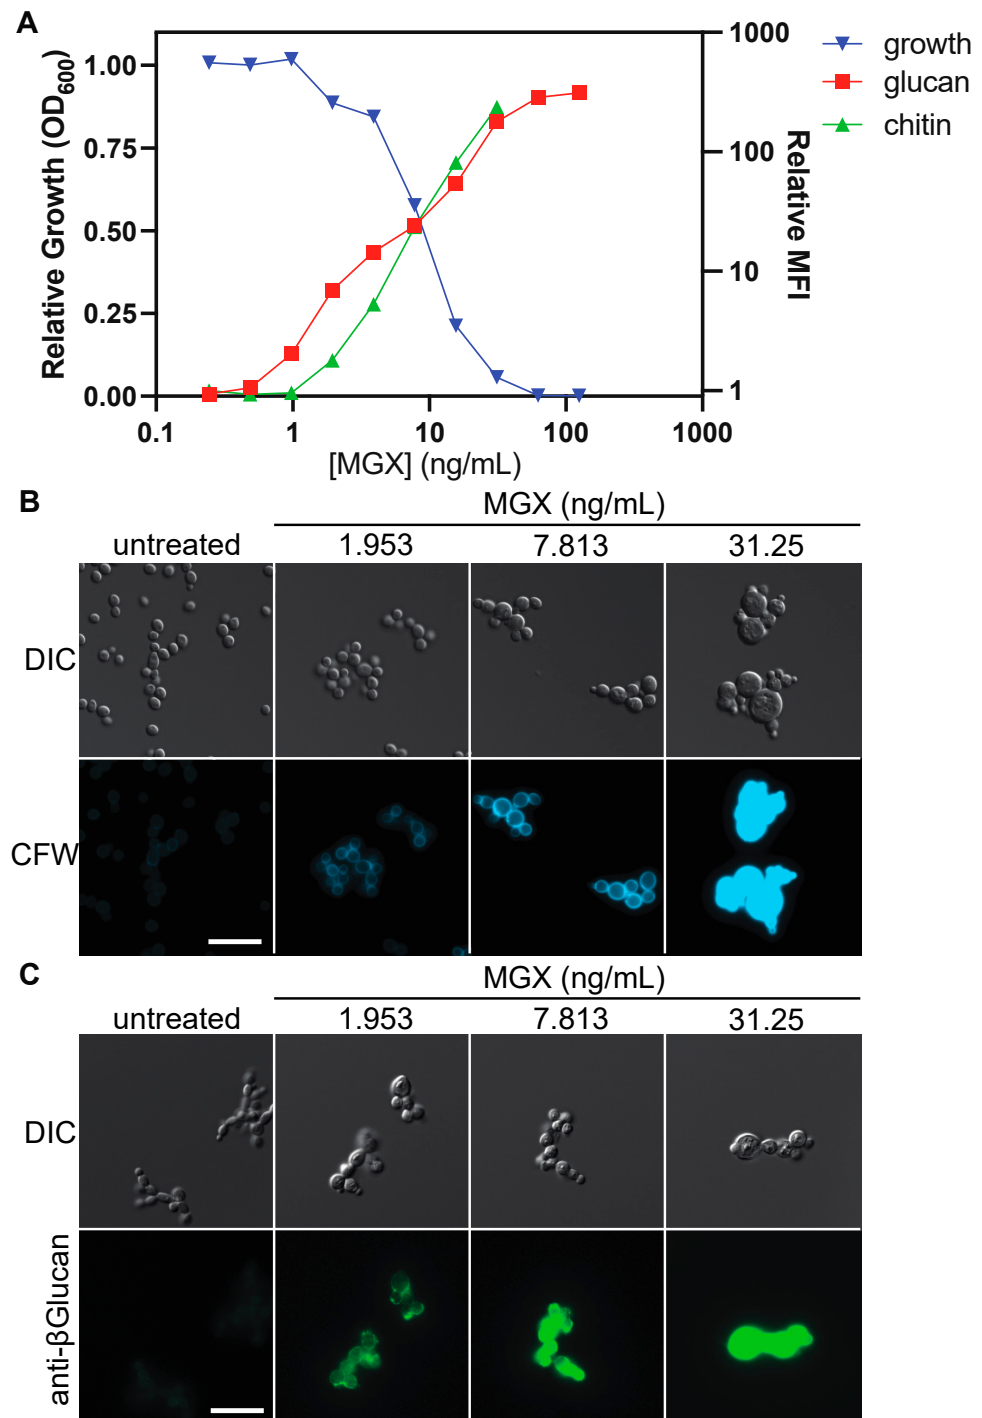 A
Relative Growth (OD600)
1.00
0.75
0.50
0.25
0.00
0.1
1
10
100
1000
[MGX] (ng/mL)
1000
100
10
1
Relative MFI
growth
glucan
chitin
B
MGX (ng/mL)
untreated
1.953
7.813
31.25
DIC
CFW
C
MGX (ng/mL)
untreated
1.953
7.813
31.25
DIC
anti-βGlucan